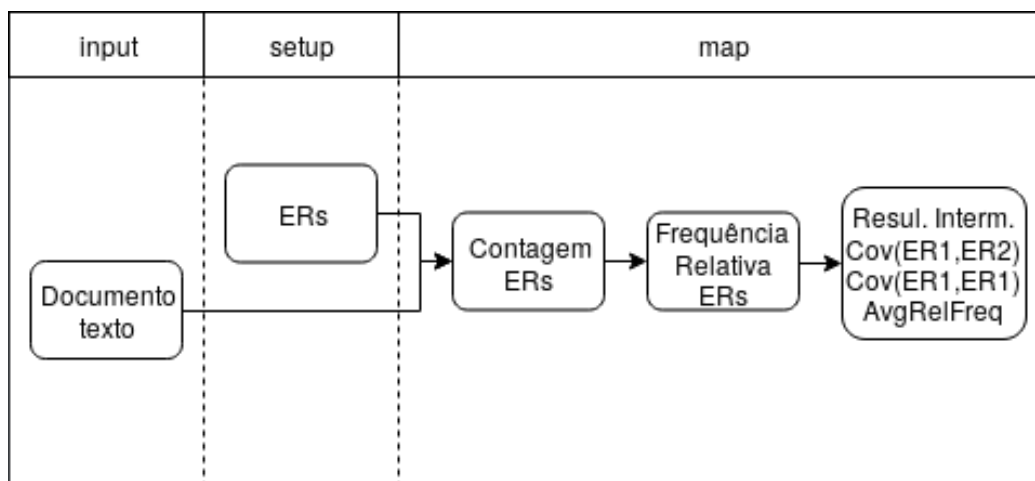 input
setup
map
ERs
Documento
texto
Contagem
ERs
Frequência
Relativa
ERs
Resul. Interm.
Cov(ER1,ER2)
Cov(ER1,ER1)
AvgRelFreq